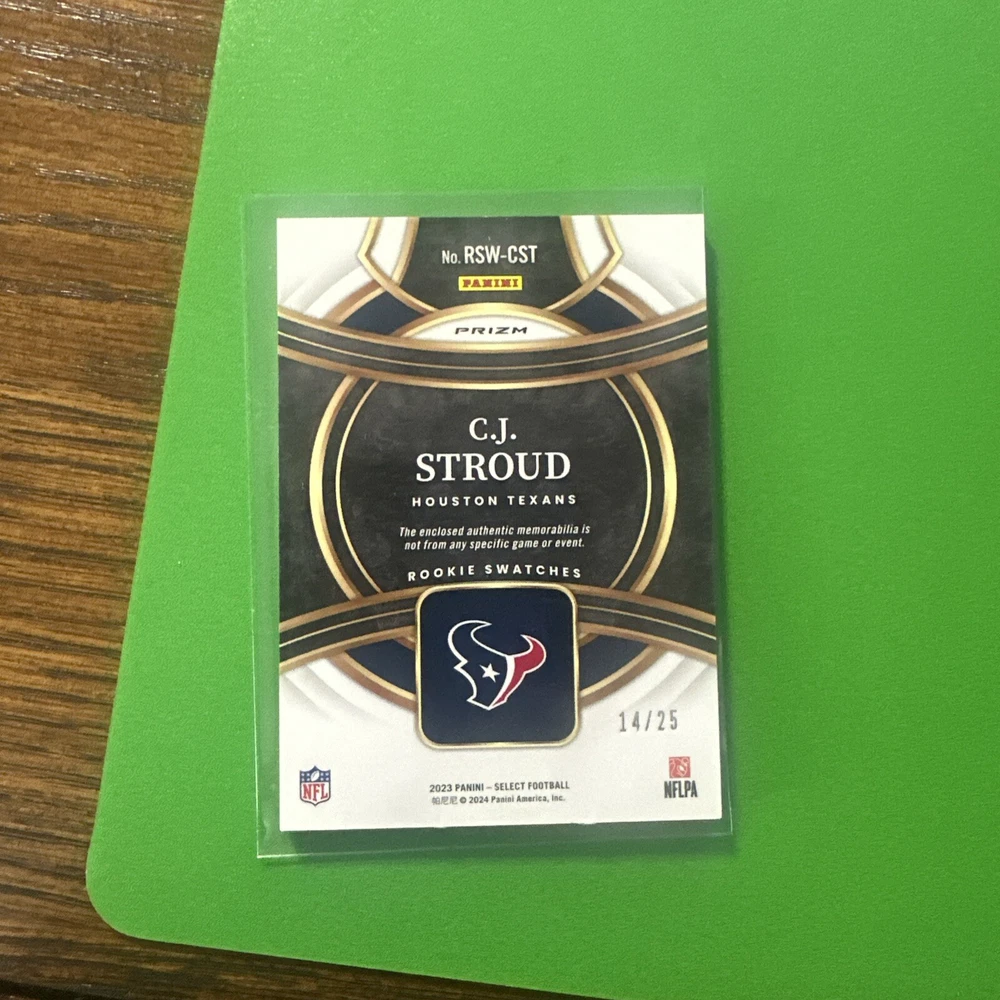 No. RSW-CST
PANINI
PRIZM
C.J.
STROUD
HOUSTON TEXANS
The enclosed authentic memorabilia is
not from any specific game or event.
ROOKIE SWATCHES
14/25
NFL
2023 PANINI – SELECT FOOTBALL
帕尼尼 © 2024 Panini America, Inc.
NFLPA